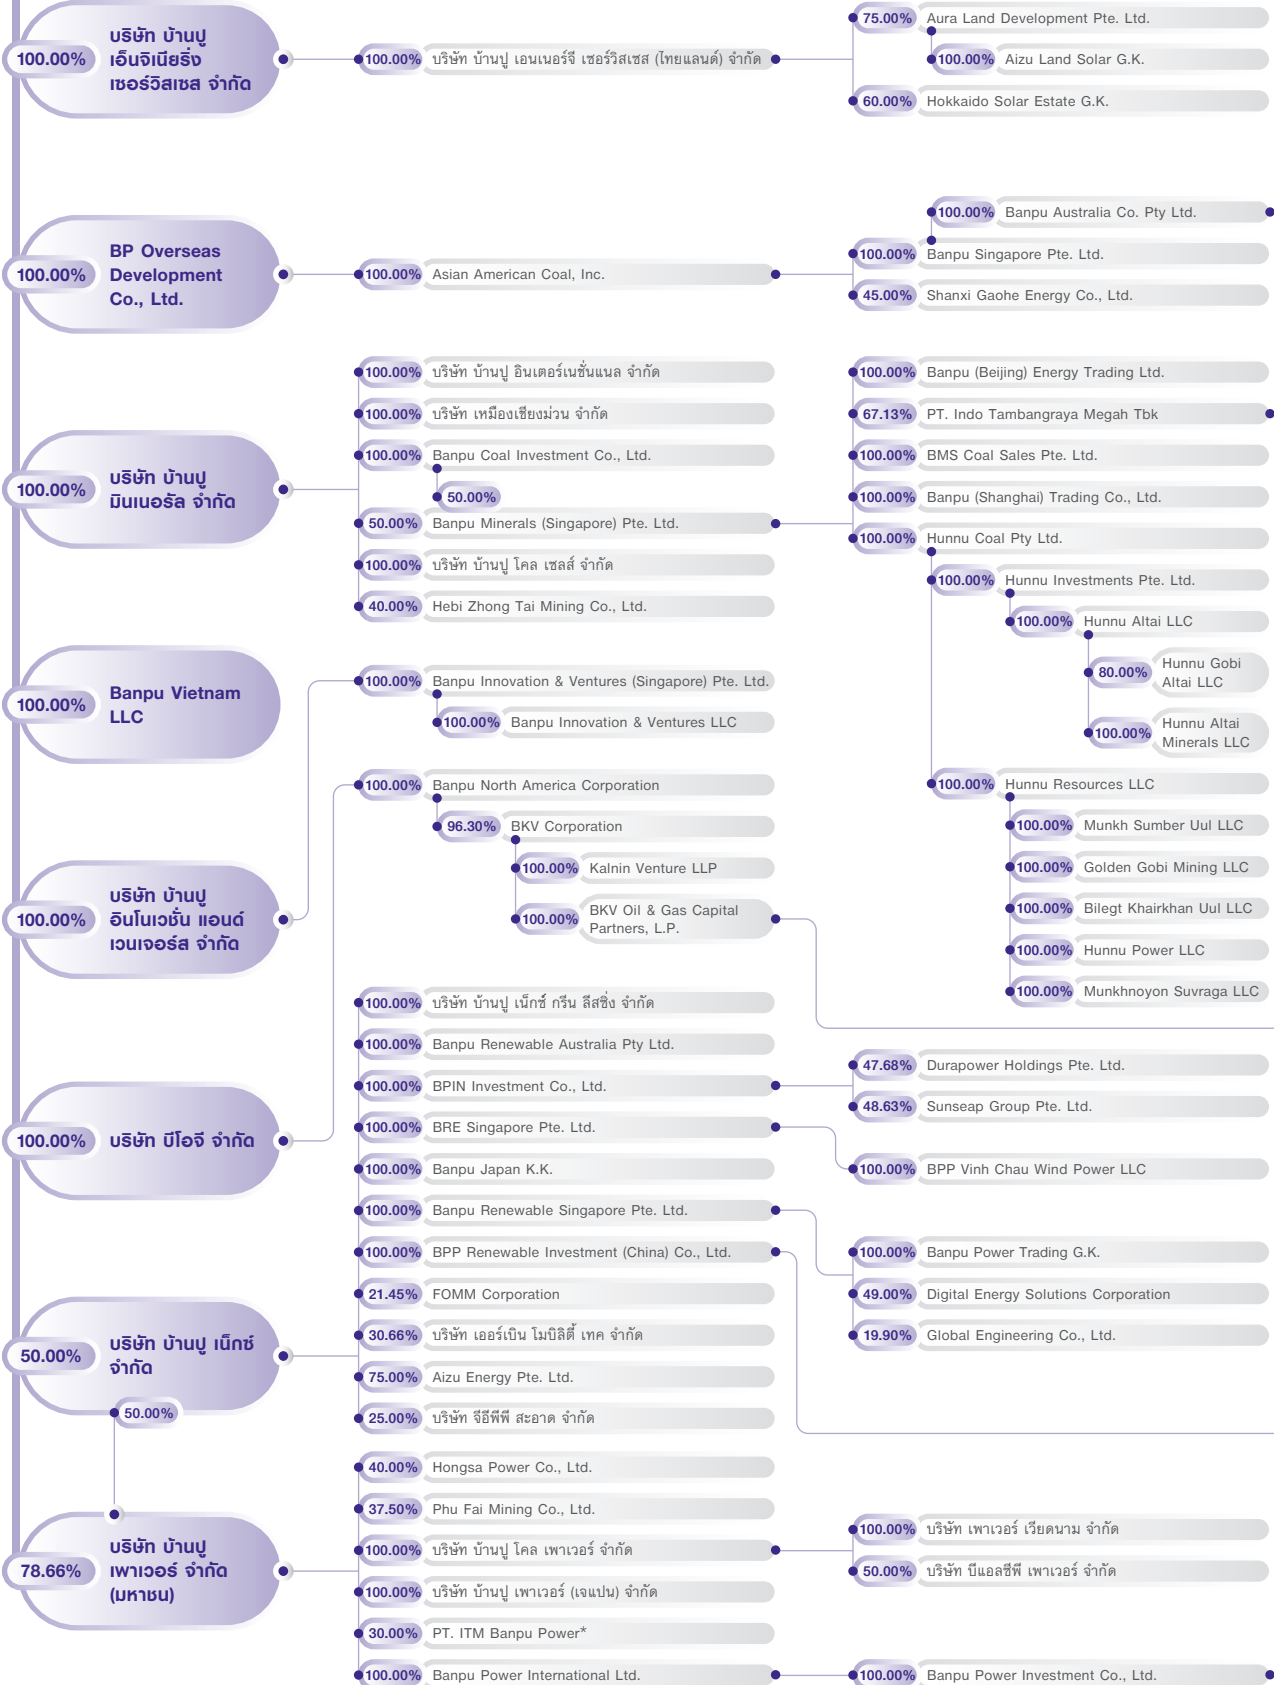 100.00%
บริษัท บ้านปู
เอ็นจิเนียริ่ง
เซอร์วิสเซส จำกัด
100.00% บริษัท บ้านปู เอนเนอร์จี เซอร์วิสเซส (ไทยแลนด์) จำกัด
75.00% Aura Land Development Pte. Ltd.
100.00% Aizu Land Solar G.K.
60.00% Hokkaido Solar Estate G.K.
100.00%
BP Overseas
Development
Co., Ltd.
100.00% Asian American Coal, Inc.
100.00% Banpu Australia Co. Pty Ltd.
100.00% Banpu Singapore Pte. Ltd.
45.00% Shanxi Gaohe Energy Co., Ltd.
100.00%
บริษัท บ้านปู
มินเนอรัล จำกัด
100.00% บริษัท บ้านปู อินเตอร์เนชั่นแนล จำกัด
100.00% บริษัท เหมืองเชียงม่วน จำกัด
100.00% Banpu Coal Investment Co., Ltd.
50.00%
50.00% Banpu Minerals (Singapore) Pte. Ltd.
100.00% บริษัท บ้านปู โคล เซลส์ จำกัด
40.00% Hebi Zhong Tai Mining Co., Ltd.
100.00% Banpu (Beijing) Energy Trading Ltd.
67.13% PT. Indo Tambangraya Megah Tbk
100.00% BMS Coal Sales Pte. Ltd.
100.00% Banpu (Shanghai) Trading Co., Ltd.
100.00% Hunnu Coal Pty Ltd.
100.00% Hunnu Investments Pte. Ltd.
100.00% Hunnu Altai LLC
80.00%
Hunnu Gobi
Altai LLC
100.00%
Hunnu Altai
Minerals LLC
100.00% Hunnu Resources LLC
100.00% Munkh Sumber Uul LLC
100.00% Golden Gobi Mining LLC
100.00% Bilegt Khairkhan Uul LLC
100.00% Hunnu Power LLC
100.00% Munkhnoyon Suvraga LLC
100.00%
Banpu Vietnam
LLC
100.00%
บริษัท บ้านปู
อินโนเวชั่น แอนด์
เวนเจอร์ส จำกัด
100.00% Banpu Innovation & Ventures (Singapore) Pte. Ltd.
100.00% Banpu Innovation & Ventures LLC
100.00% บริษัท บีโอจี จำกัด
100.00% Banpu North America Corporation
96.30% BKV Corporation
100.00% Kalnin Venture LLP
100.00%
BKV Oil & Gas Capital
Partners, L.P.
50.00%
บริษัท บ้านปู เน็กซ์
จำกัด
50.00%
100.00% บริษัท บ้านปู เน็กซ์ กรีน ลีสซิ่ง จำกัด
100.00% Banpu Renewable Australia Pty Ltd.
100.00% BPIN Investment Co., Ltd.
100.00% BRE Singapore Pte. Ltd.
100.00% Banpu Japan K.K.
100.00% Banpu Renewable Singapore Pte. Ltd.
100.00% BPP Renewable Investment (China) Co., Ltd.
21.45% FOMM Corporation
30.66% บริษัท เออร์เบิน โมบิลิตี้ เทค จำกัด
75.00% Aizu Energy Pte. Ltd.
25.00% บริษัท จีอีพีพี สะอาด จำกัด
47.68% Durapower Holdings Pte. Ltd.
48.63% Sunseap Group Pte. Ltd.
100.00% BPP Vinh Chau Wind Power LLC
100.00% Banpu Power Trading G.K.
49.00% Digital Energy Solutions Corporation
19.90% Global Engineering Co., Ltd.
78.66%
บริษัท บ้านปู
เพาเวอร์ จำกัด
(มหาชน)
40.00% Hongsa Power Co., Ltd.
37.50% Phu Fai Mining Co., Ltd.
100.00% บริษัท บ้านปู โคล เพาเวอร์ จำกัด
100.00% บริษัท บ้านปู เพาเวอร์ (เจแปน) จำกัด
30.00% PT. ITM Banpu Power*
100.00% Banpu Power International Ltd.
100.00% บริษัท เพาเวอร์ เวียดนาม จำกัด
50.00% บริษัท บีแอลซีพี เพาเวอร์ จำกัด
100.00% Banpu Power Investment Co., Ltd.